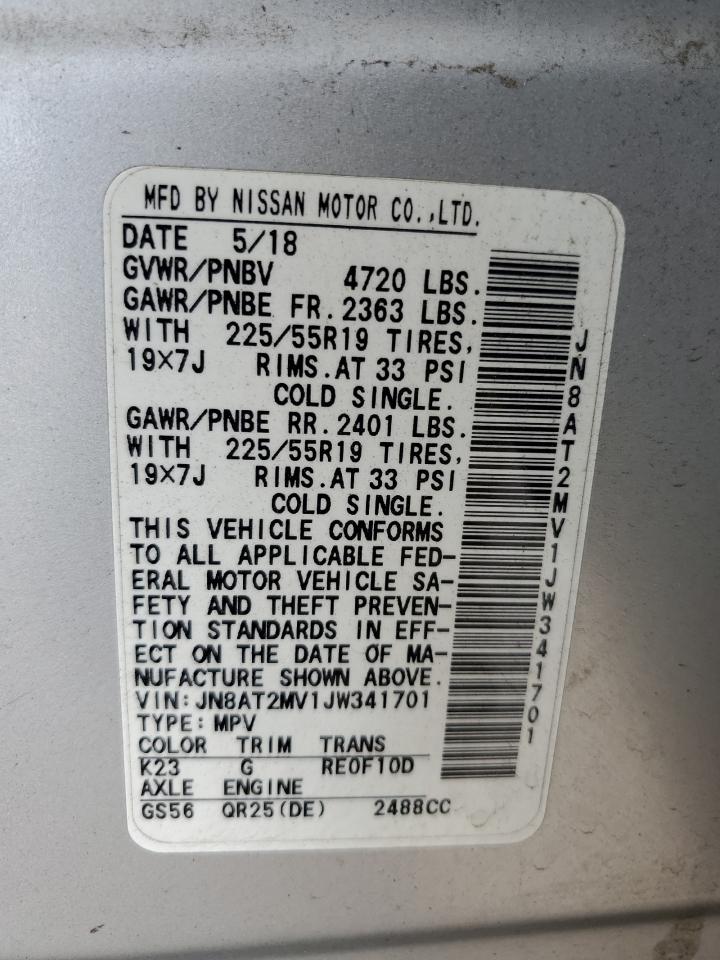 MFD BY NISSAN MOTOR CO.,LTD.
DATE 5/18
GVWR/PNBV 4720 LBS.
GAWR/PNBE FR.2363 LBS.
WITH 225/55R19 TIRES,
19×7J RIMS.AT 33 PSI
COLD SINGLE.
GAWR/PNBE RR.2401 LBS.
WITH 225/55R19 TIRES,
19×7J RIMS.AT 33 PSI
COLD SINGLE.
THIS VEHICLE CONFORMS
TO ALL APPLICABLE FED-
ERAL MOTOR VEHICLE SA-
FETY AND THEFT PREVEN-
TION STANDARDS IN EFF-
ECT ON THE DATE OF MA-
NUFACTURE SHOWN ABOVE.
VIN:JN8AT2MV1JW341701
TYPE:MPV
COLOR TRIM TRANS
K23 G RE0F10D
AXLE ENGINE
GS56 QR25(DE) 2488CC
JN8AT2MV1JW341701